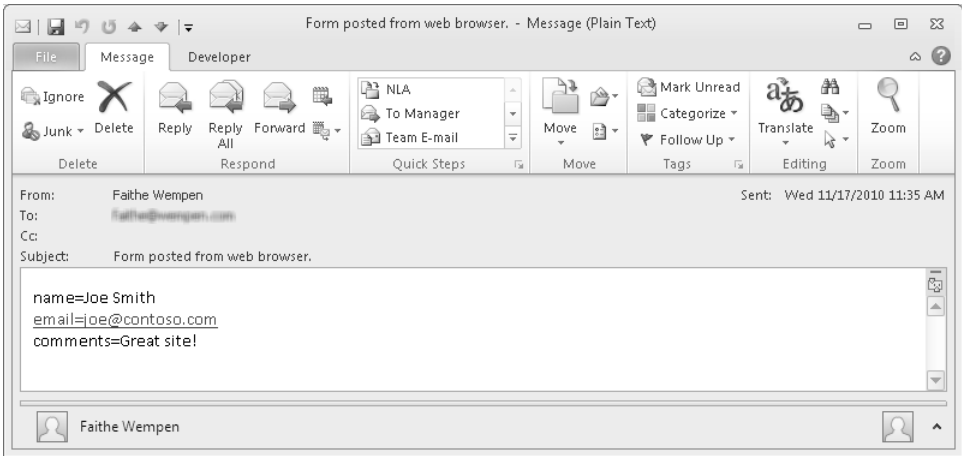 Form posted from web browser. - Message (Plain Text)
File Message Developer
Ignore
Junk
Delete
Delete
Reply
Reply All
Forward
Respond
NLA
To Manager
Team E-mail
Quick Steps
Move
Move
Mark Unread
Categorize
Follow Up
Tags
Translate
Editing
Zoom
Zoom
From: Faithe Wempen
Sent: Wed 11/17/2010 11:35 AM
To:
Cc:
Subject: Form posted from web browser.
name=Joe Smith
email=joe@contoso.com
comments=Great site!
Faithe Wempen